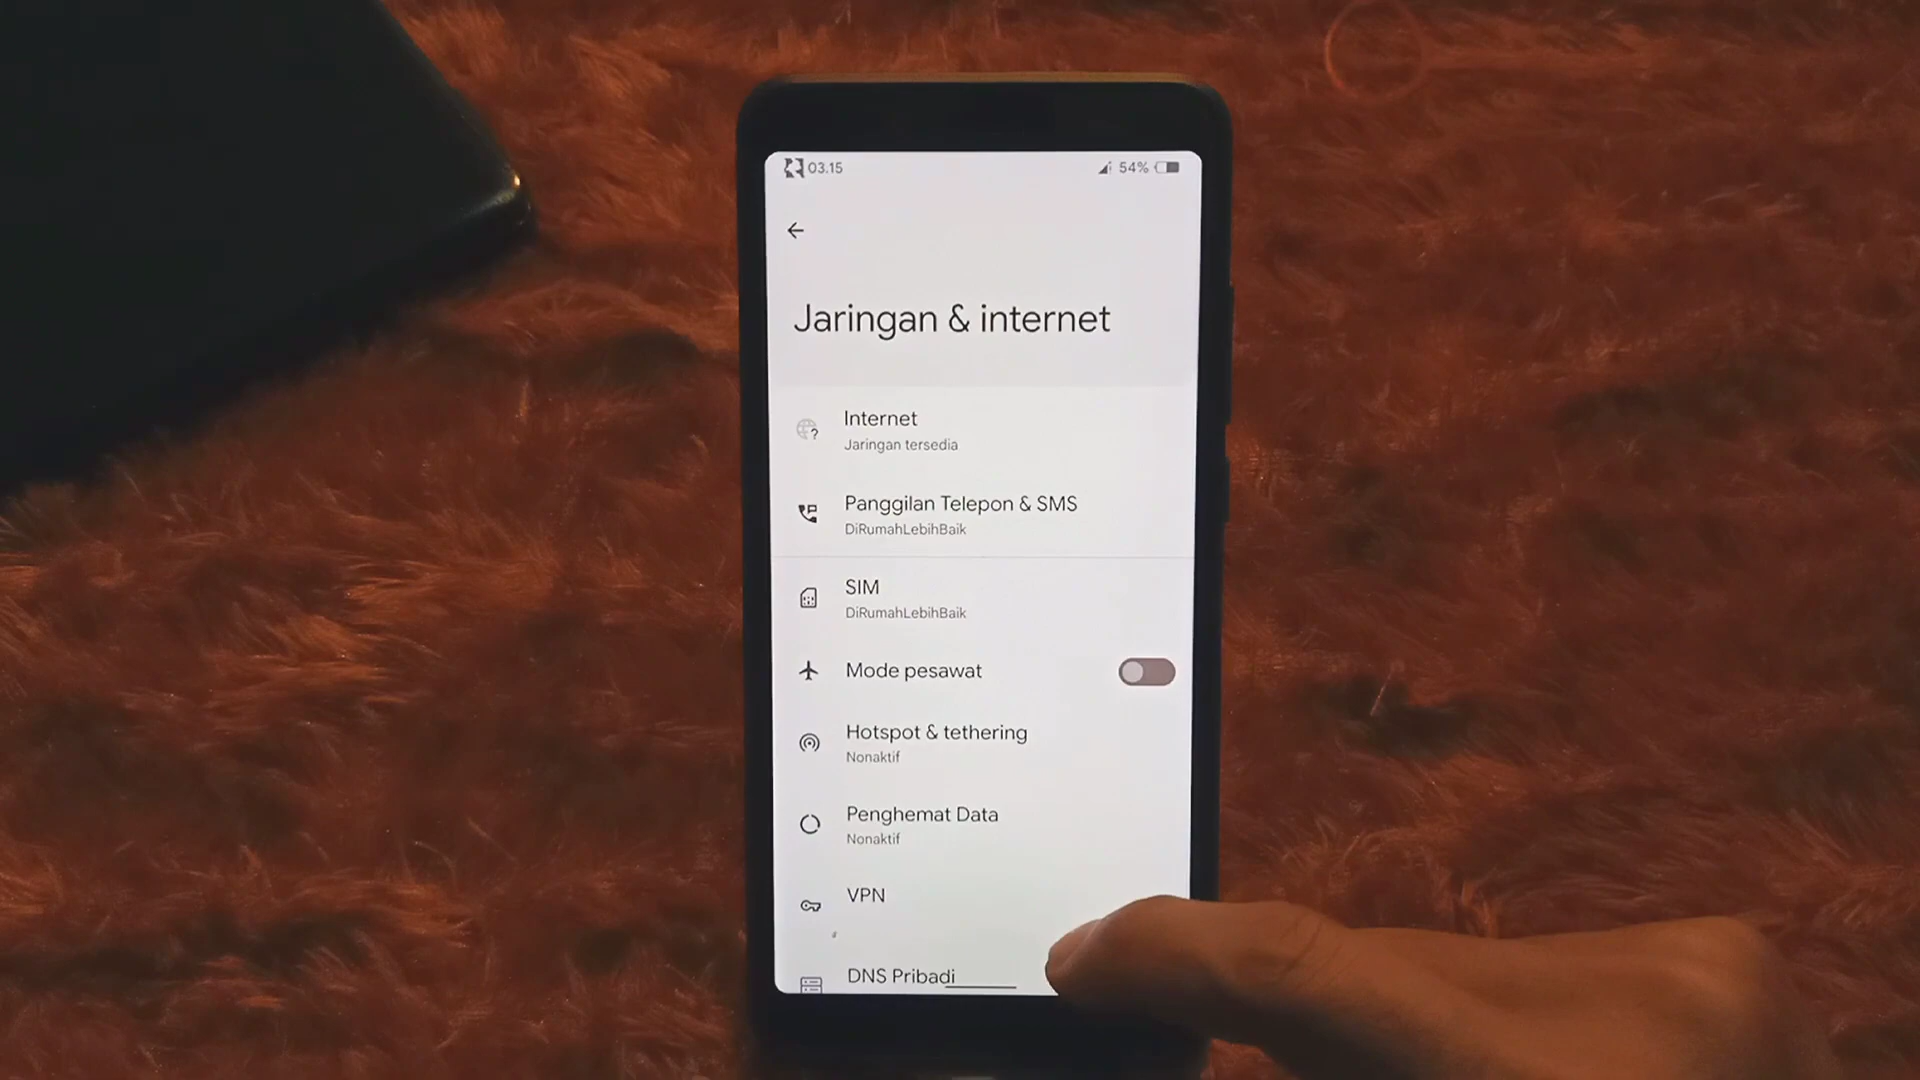 03.15
54%
Jaringan & internet
Internet
Jaringan tersedia
Panggilan Telepon & SMS
DiRumahLebihBaik
SIM
DiRumahLebihBaik
Mode pesawat
Hotspot & tethering
Nonaktif
Penghemat Data
Nonaktif
VPN
DNS Pribadi